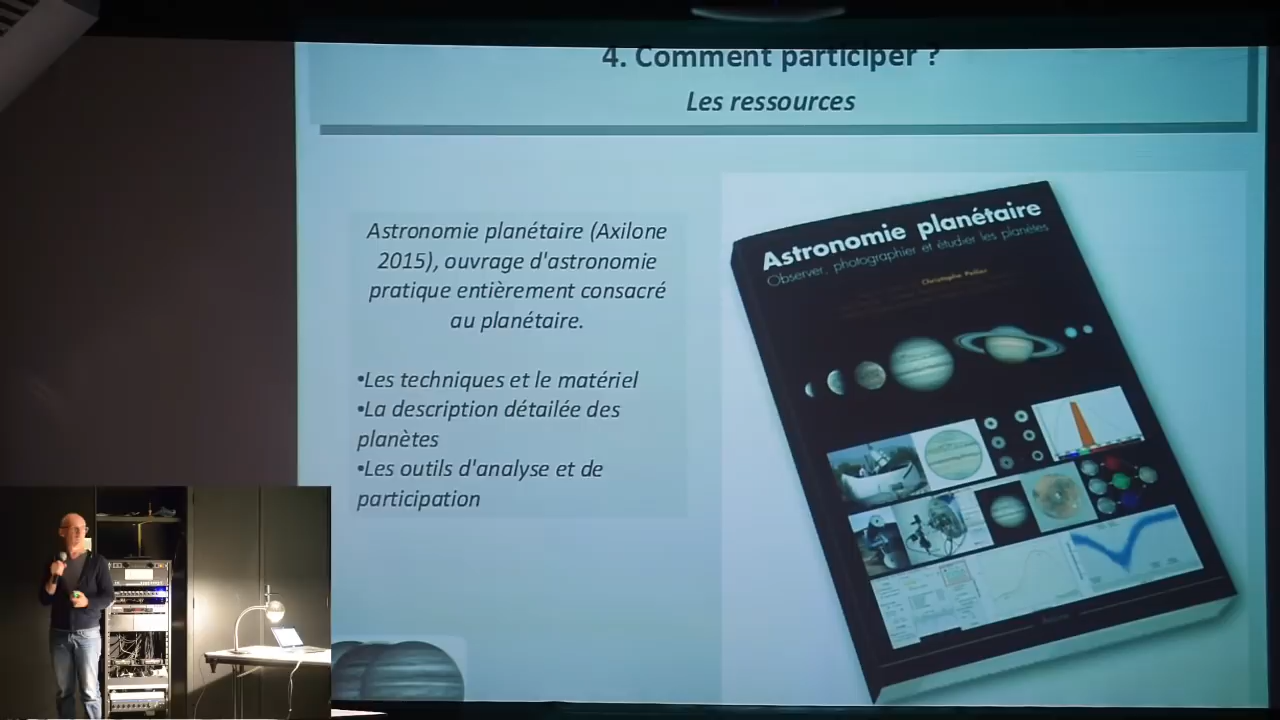 4. Comment participer ?
Les ressources
Astronomie planétaire (Axilone
2015), ouvrage d'astronomie
pratique entièrement consacré
au planétaire.
•Les techniques et le matériel
•La description détailée des
planètes
•Les outils d'analyse et de
participation
Astronomie planétaire
Observer, photographier et étudier les planètes
Christophe Pellier